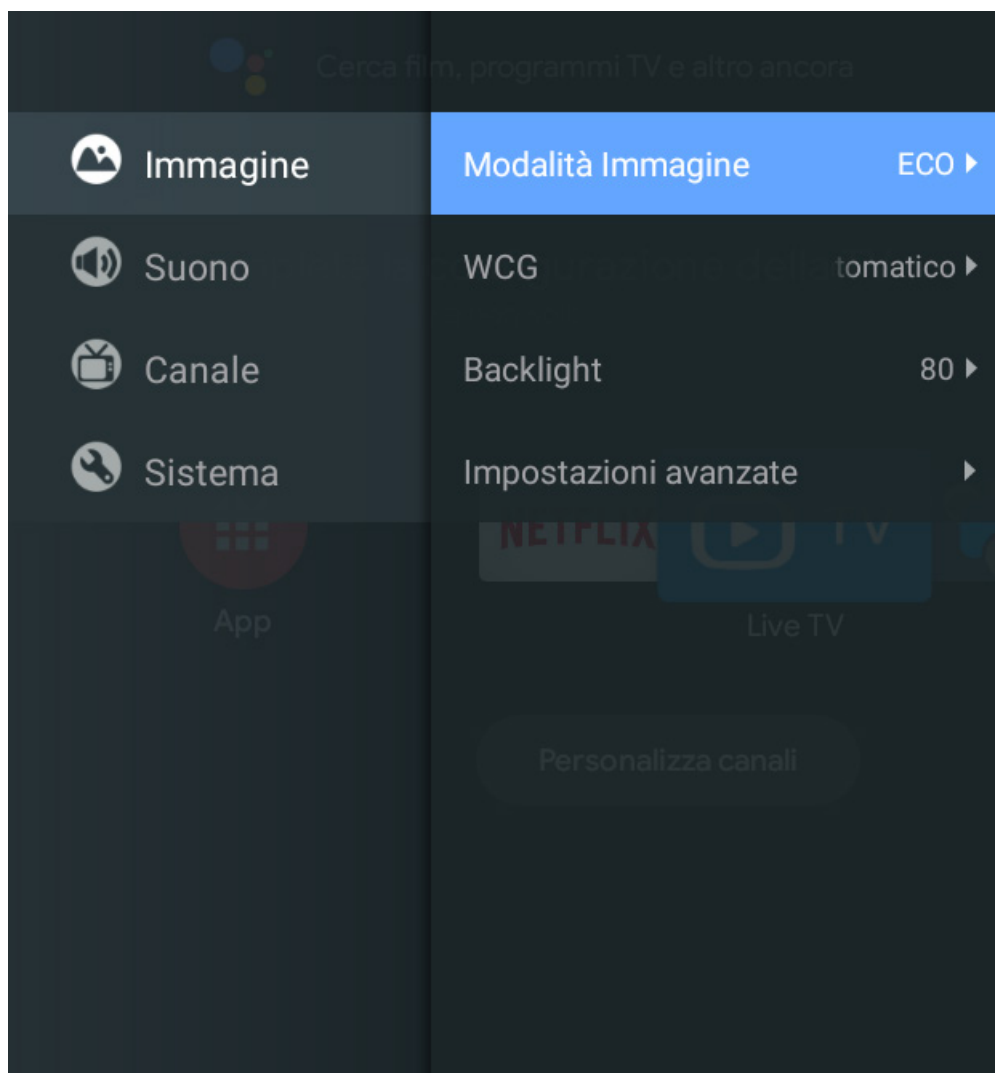 Cerca film, programmi TV e altro ancora
Immagine
Modalità Immagine ECO
Suono
WCG tomatico
Canale
Backlight 80
Sistema
Impostazioni avanzate
NETFLIX
TV
App
Live TV
Personalizza canali